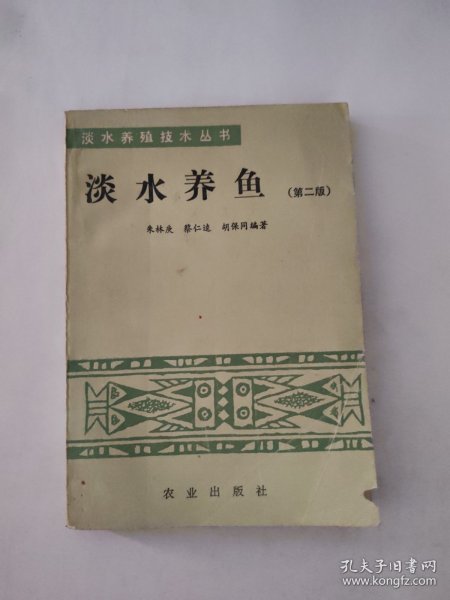 淡水养殖技术丛书
淡水养鱼 (第二版)
朱林庚 蔡仁逵 胡保同编著
农业出版社
孔夫子旧书网
www.kongfz.com